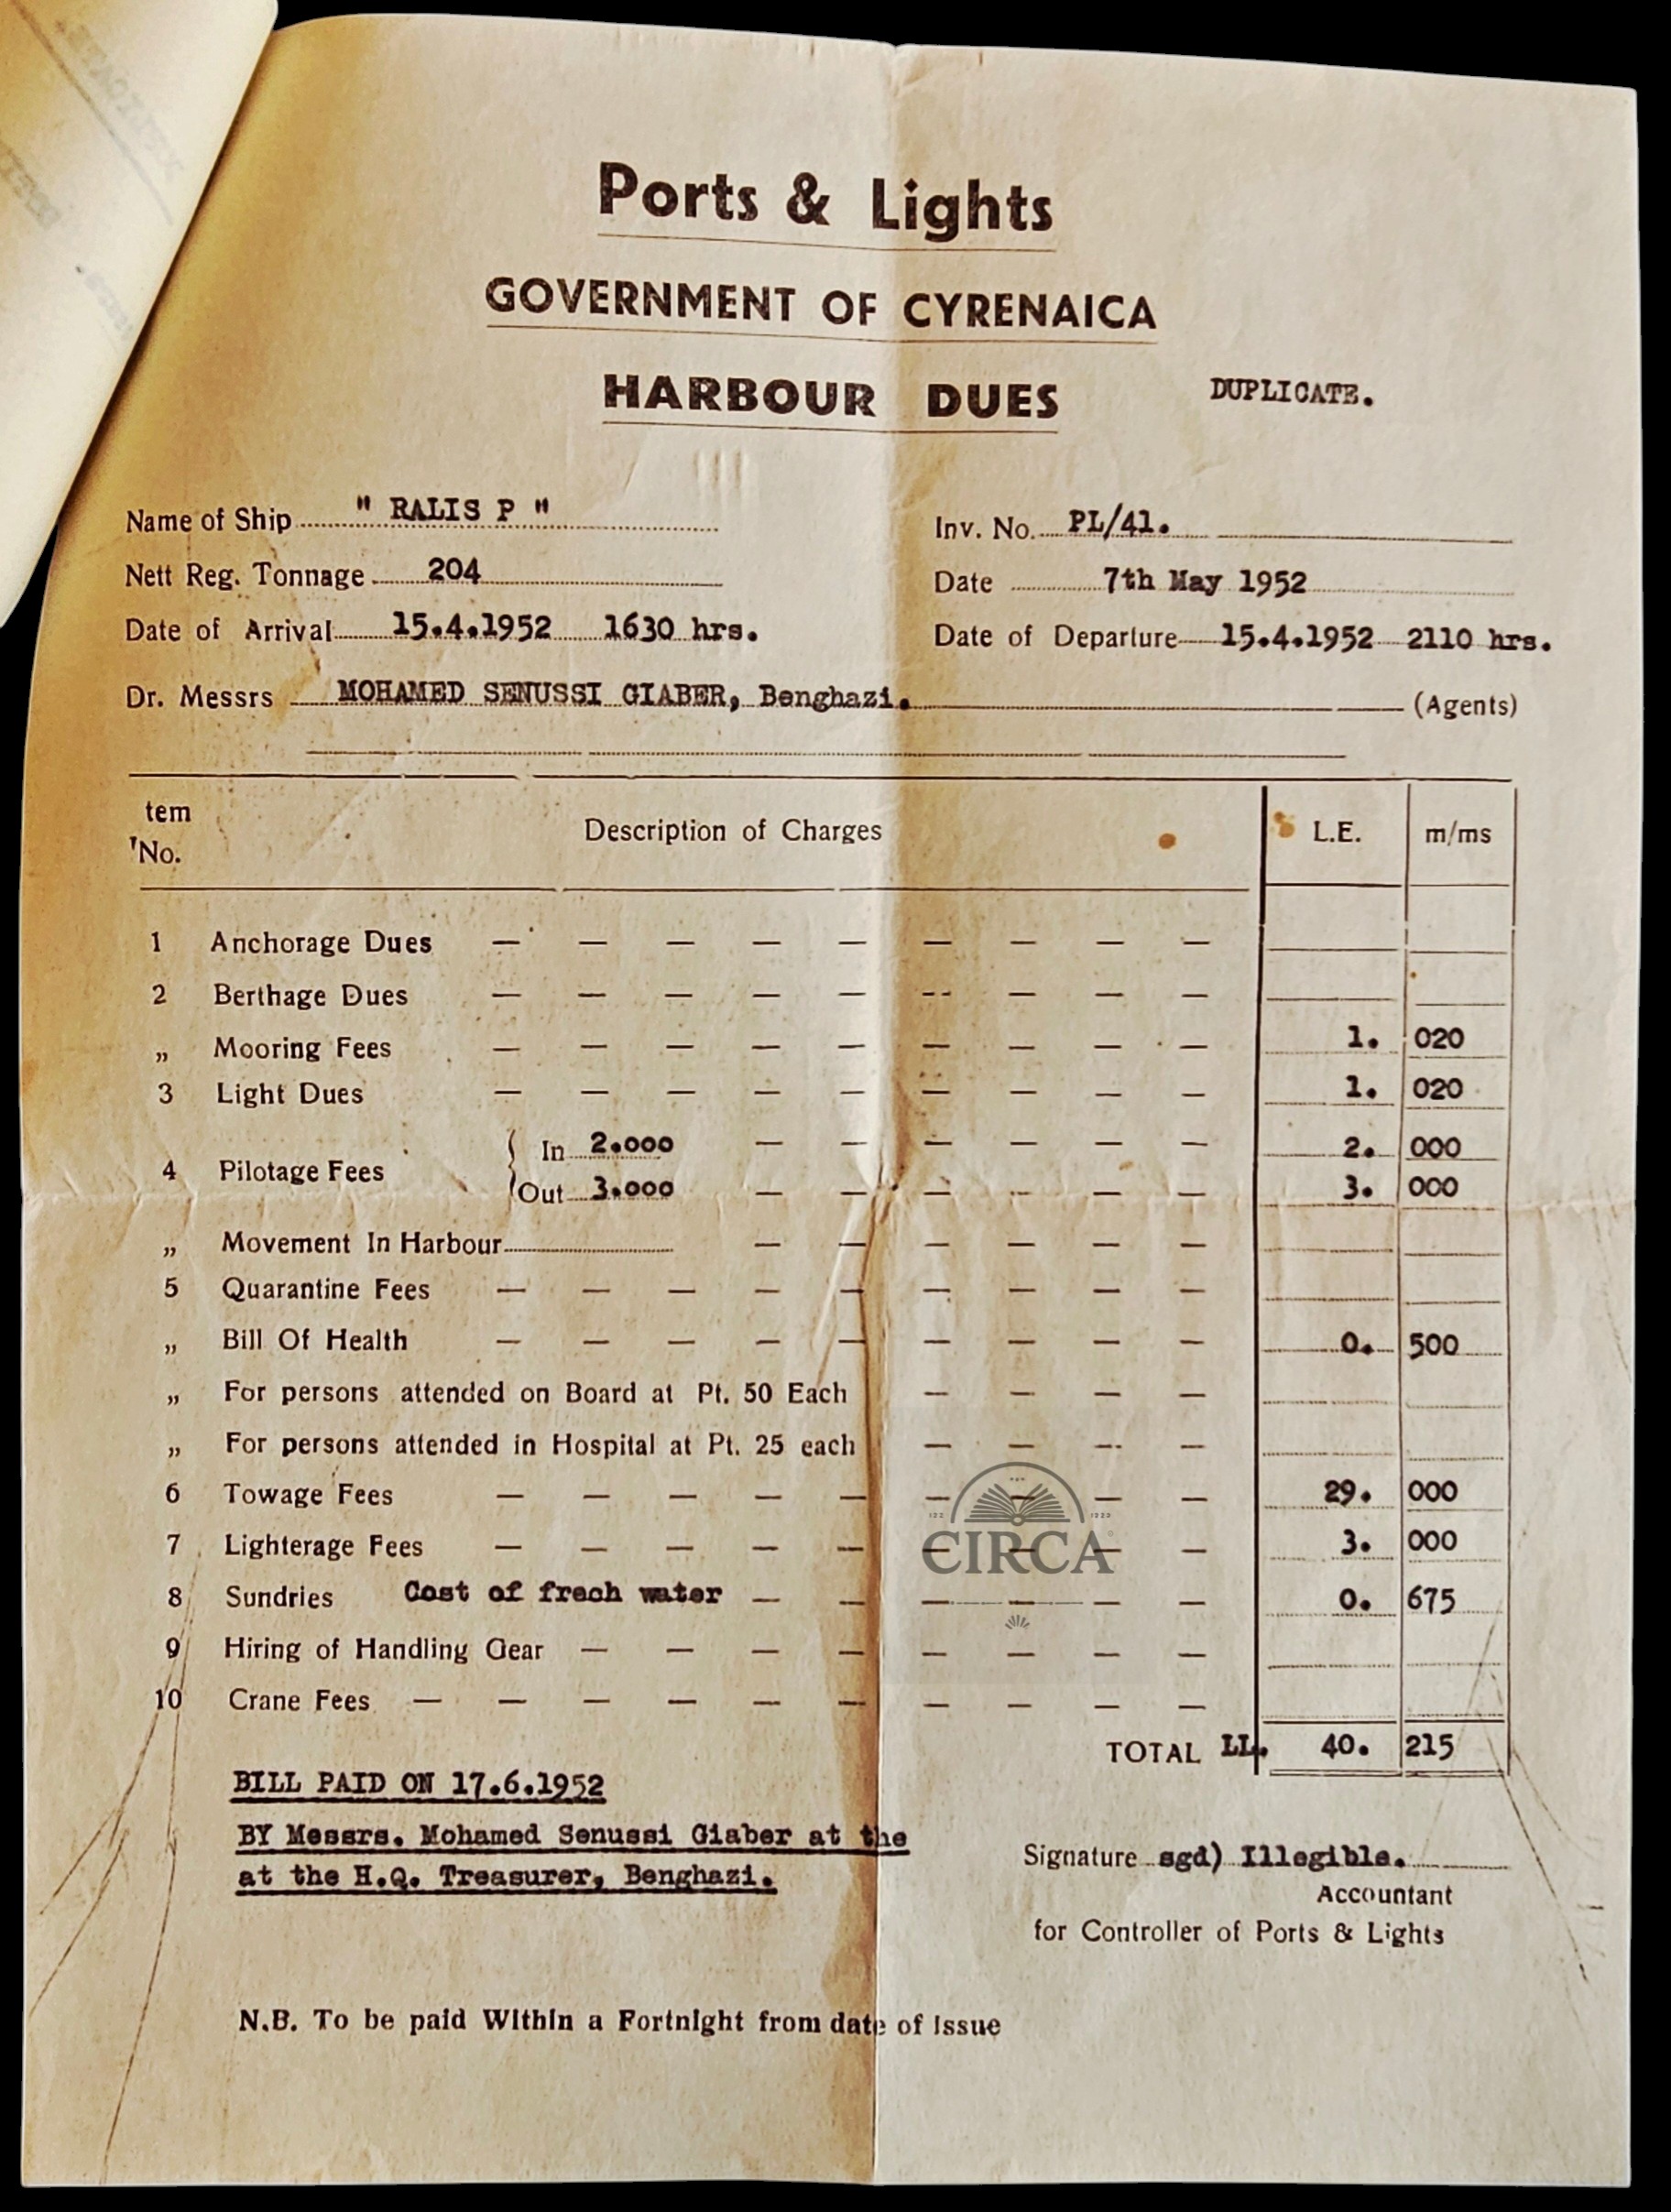 Ports & Lights
GOVERNMENT OF CYRENAICA
HARBOUR DUES DUPLICATE.
Name of Ship " RALIS P " Inv. No. PL/41.
Nett Reg. Tonnage 204 Date 7th May 1952
Date of Arrival 15.4.1952 1630 hrs. Date of Departure 15.4.1952 2110 hrs.
Dr. Messrs MOHAMED SENUSSI GIABER, Benghazi. (Agents)
tem No. Description of Charges L.E. m/ms
1 Anchorage Dues — — — — — — — — —
2 Berthage Dues — — — — — -- — — —
„ Mooring Fees — — — — — — — — — 1. 020
3 Light Dues — — — — — — — — — 1. 020
4 Pilotage Fees { In 2.000 — — — — — — 2. 000
Out 3.000 — — — — — — 3. 000
„ Movement In Harbour — — — — — —
5 Quarantine Fees — — — — — — — — —
„ Bill Of Health — — — — — — — — — 0. 500
„ For persons attended on Board at Pt. 50 Each — — — —
„ For persons attended in Hospital at Pt. 25 each — — — —
6 Towage Fees — — — — — — — — — 29. 000
7 Lighterage Fees — — — — — — — — — 3. 000
8 Sundries Cost of frech water — — — — — — 0. 675
9 Hiring of Handling Gear — — — — — — — —
10 Crane Fees — — — — — — — — — —
CIRCA
TOTAL LL. 40. 215
BILL PAID ON 17.6.1952
BY Messrs. Mohamed Senussi Giaber at the
at the H.Q. Treasurer, Benghazi.
Signature sgd) Illegible.
Accountant
for Controller of Ports & Lights
N.B. To be paid Within a Fortnight from date of issue